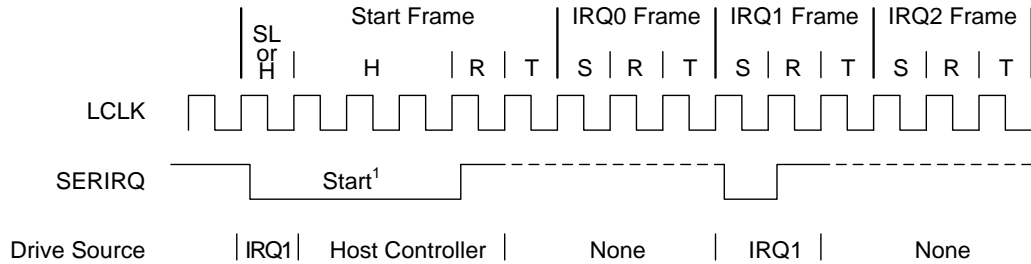 Start Frame IRQ0 Frame IRQ1 Frame IRQ2 Frame
SL
or
H H R T S R T S R T S R T
LCLK
SERIRQ Start1
Drive Source IRQ1 Host Controller None IRQ1 None